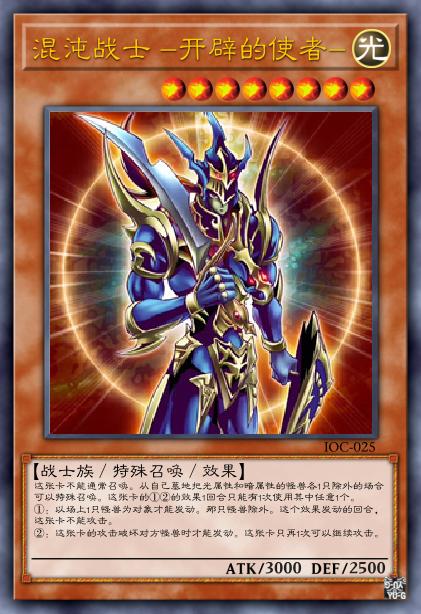 混沌战士 -开辟的使者-
光
IOC-025
【战士族 / 特殊召唤 / 效果】
这张卡不能通常召唤。从自己墓地把光属性和暗属性的怪兽各1只除外的场合
可以特殊召唤。这张卡的①②的效果1回合只能有1次使用其中任意1个。
①：以场上1只怪兽为对象才能发动。那只怪兽除外。这个效果发动的回合，
这张卡不能攻击。
②：这张卡的攻击破坏对方怪兽时才能发动。这张卡只再1次可以继续攻击。
ATK/3000 DEF/2500